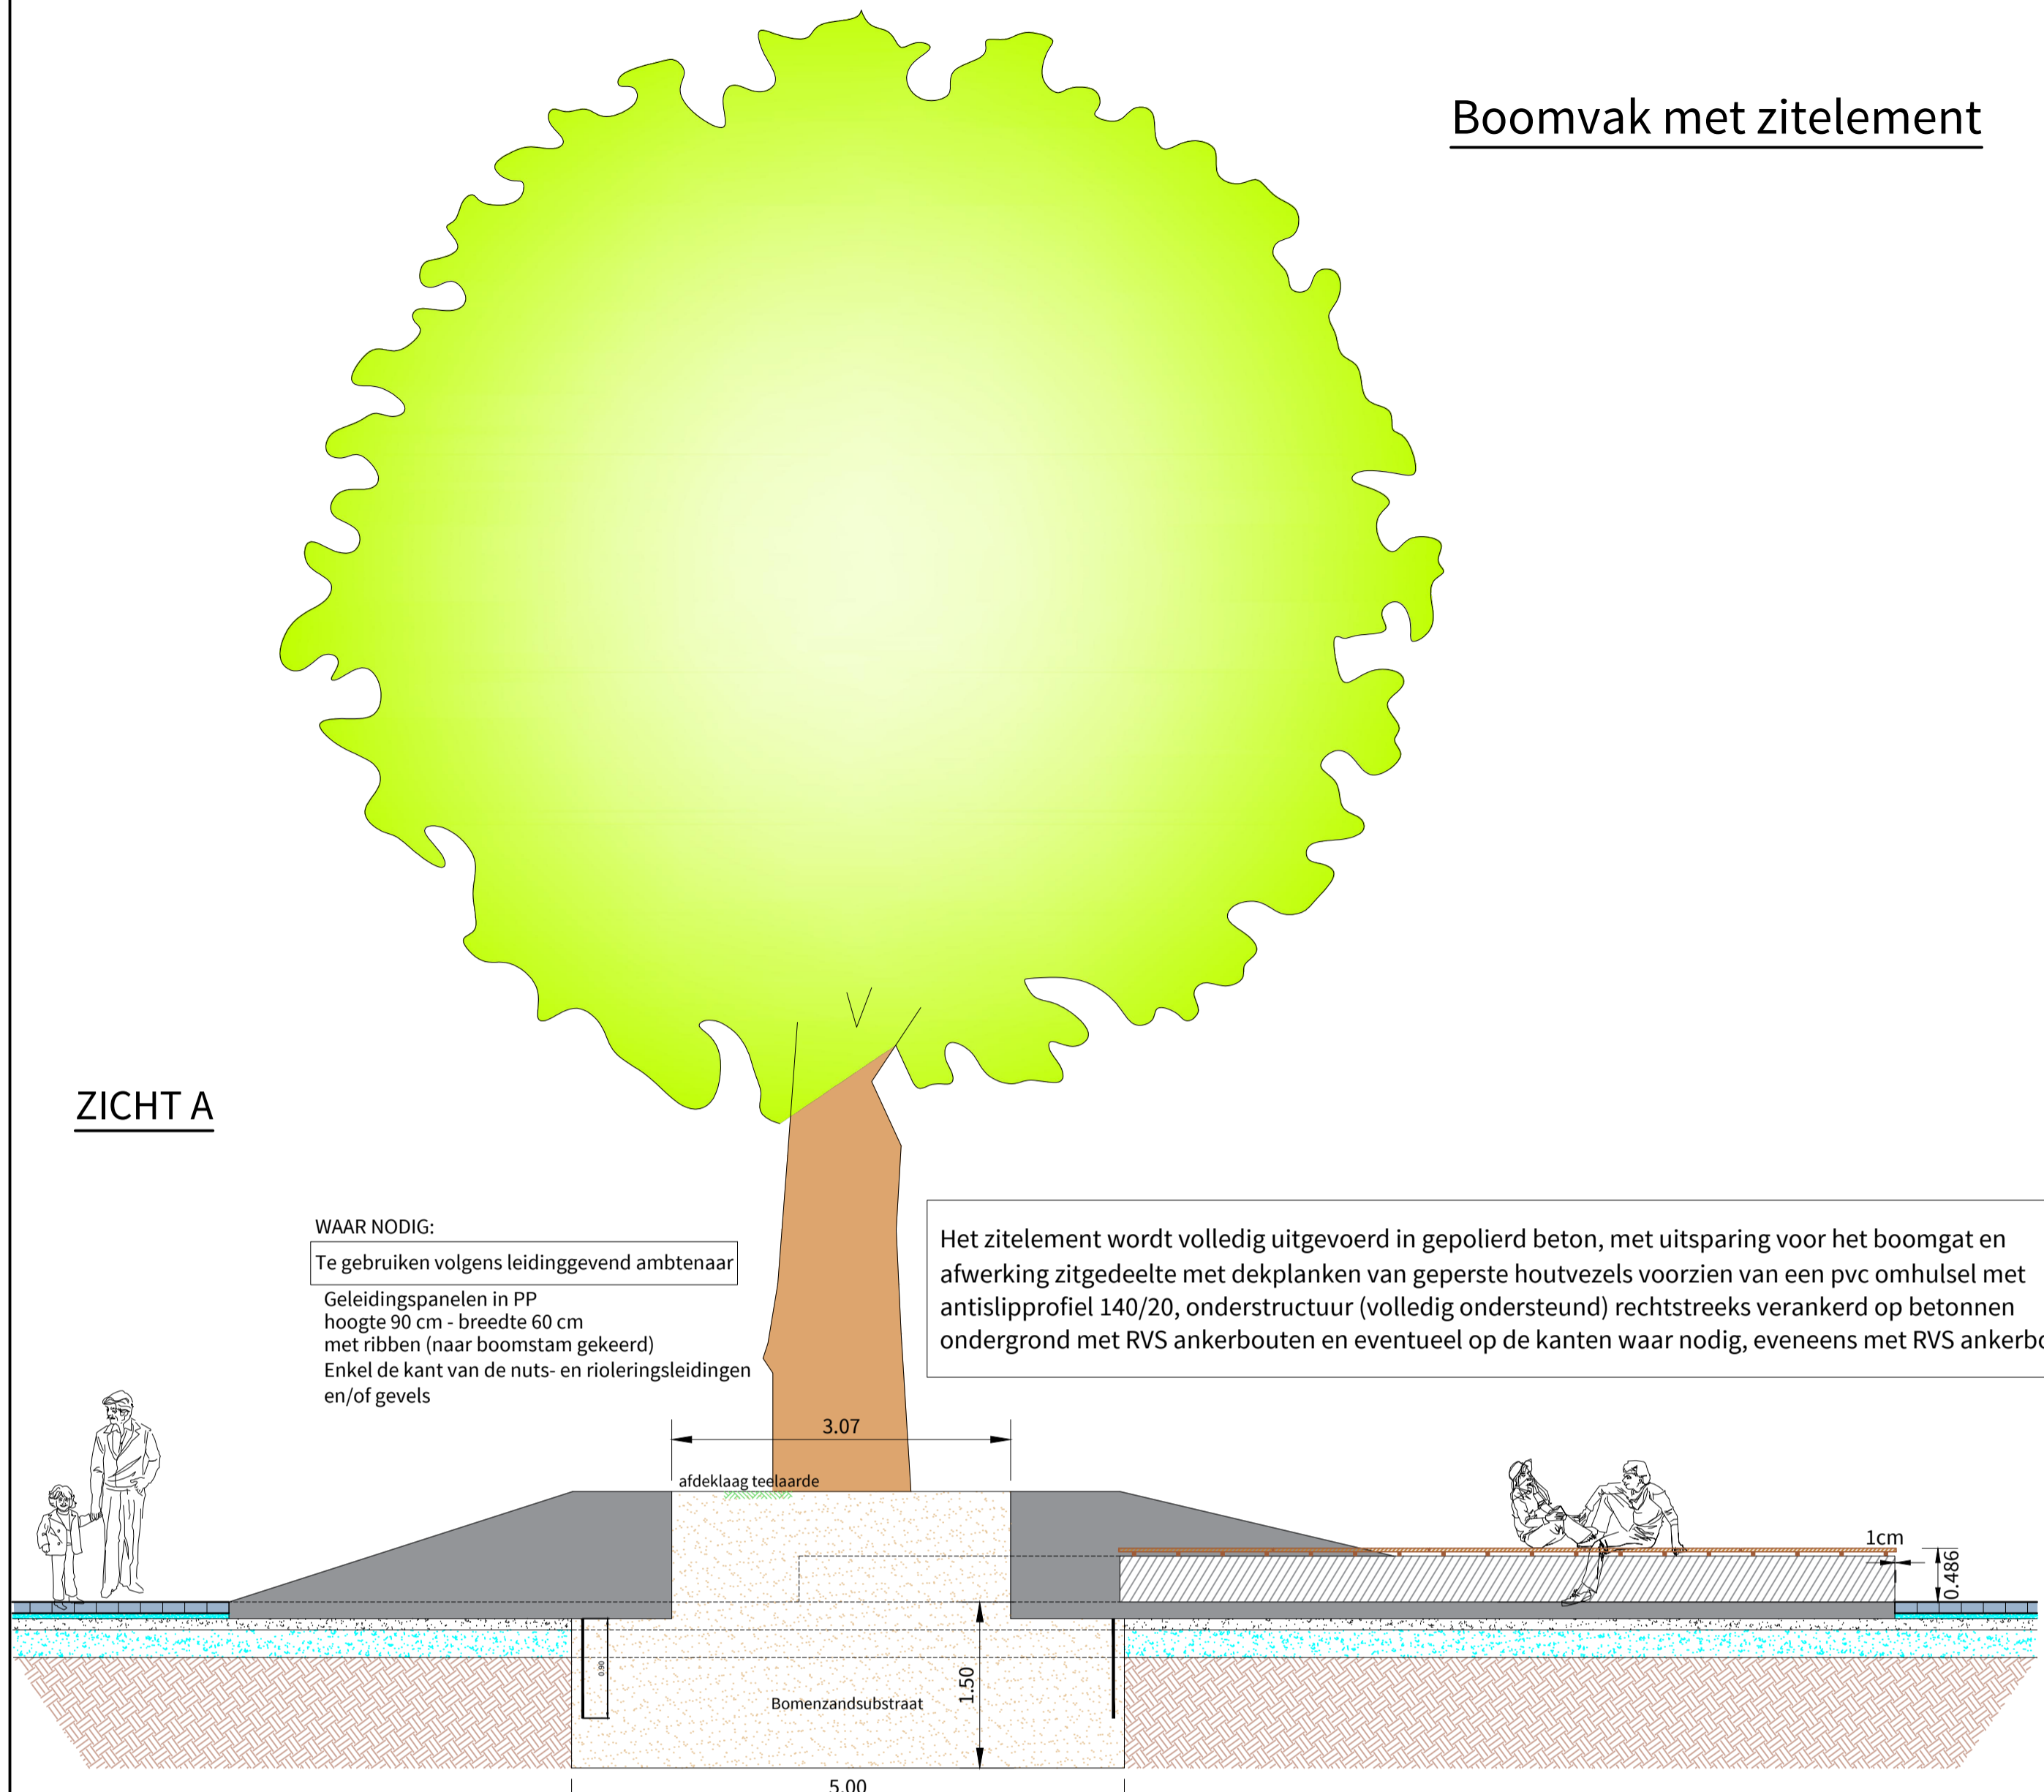 Boomvak met zitelement
ZICHT A
WAAR NODIG:
Te gebruiken volgens leidinggevend ambtenaar
Geleidingspanelen in PP
hoogte 90 cm - breedte 60 cm
met ribben (naar boomstam gekeerd)
Enkel de kant van de nuts- en rioleringsleidingen
en/of gevels
Het zitelement wordt volledig uitgevoerd in gepolierd beton, met uitsparing voor het boomgat en
afwerking zitgedeelte met dekplanken van geperste houtvezels voorzien van een pvc omhulsel met
antislipprofiel 140/20, onderstructuur (volledig ondersteund) rechtstreeks verankerd op betonnen
ondergrond met RVS ankerbouten en eventueel op de kanten waar nodig, eveneens met RVS ankerbo
3.07
afdeklaag teelaarde
1cm
0.486
0.90
1.50
Bomenzandsubstraat
5.00